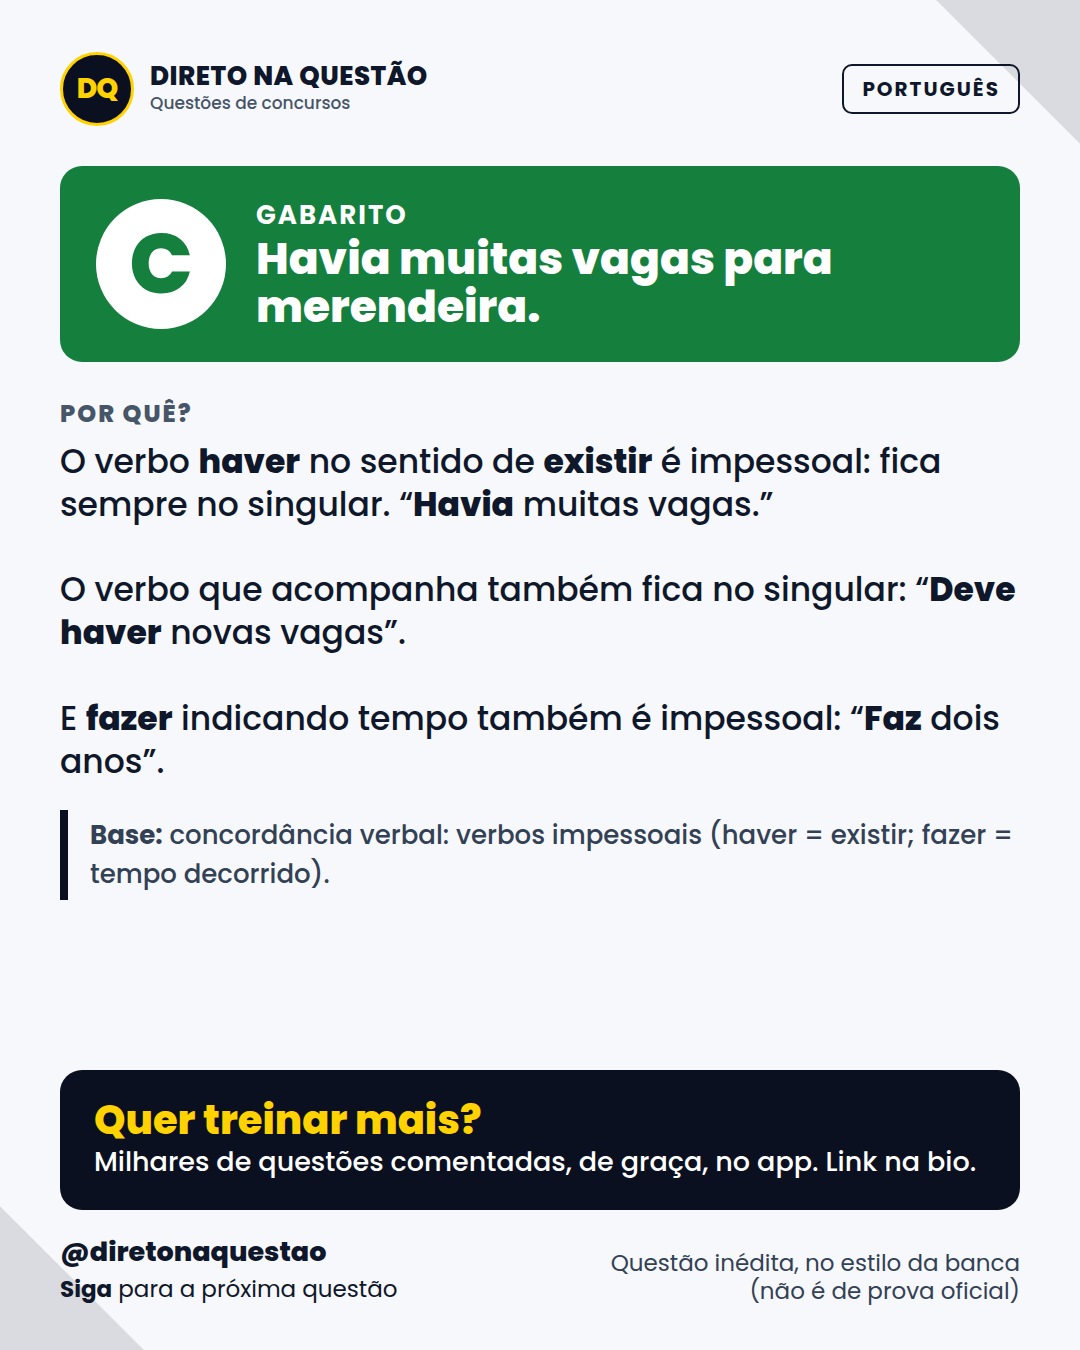 DQ
DIRETO NA QUESTÃO
Questões de concursos
PORTUGUÊS
C
GABARITO
Havia muitas vagas para
merendeira.
POR QUÊ?
O verbo haver no sentido de existir é impessoal: fica
sempre no singular. “Havia muitas vagas.”
O verbo que acompanha também fica no singular: “Deve
haver novas vagas”.
E fazer indicando tempo também é impessoal: “Faz dois
anos”.
Base: concordância verbal: verbos impessoais (haver = existir; fazer =
tempo decorrido).
Quer treinar mais?
Milhares de questões comentadas, de graça, no app. Link na bio.
@diretonaquestao
Siga para a próxima questão
Questão inédita, no estilo da banca
(não é de prova oficial)